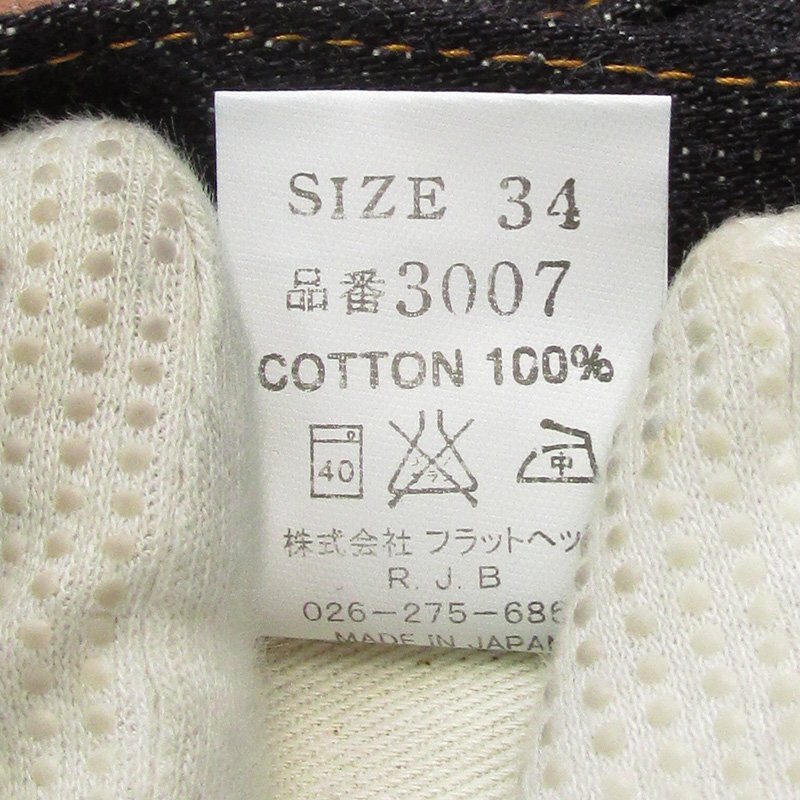 SIZE 34
品番3007
COTTON 100%
40
中
株式会社 フラットヘッ
R.J.B
026-275-686
MADE IN JAPAN